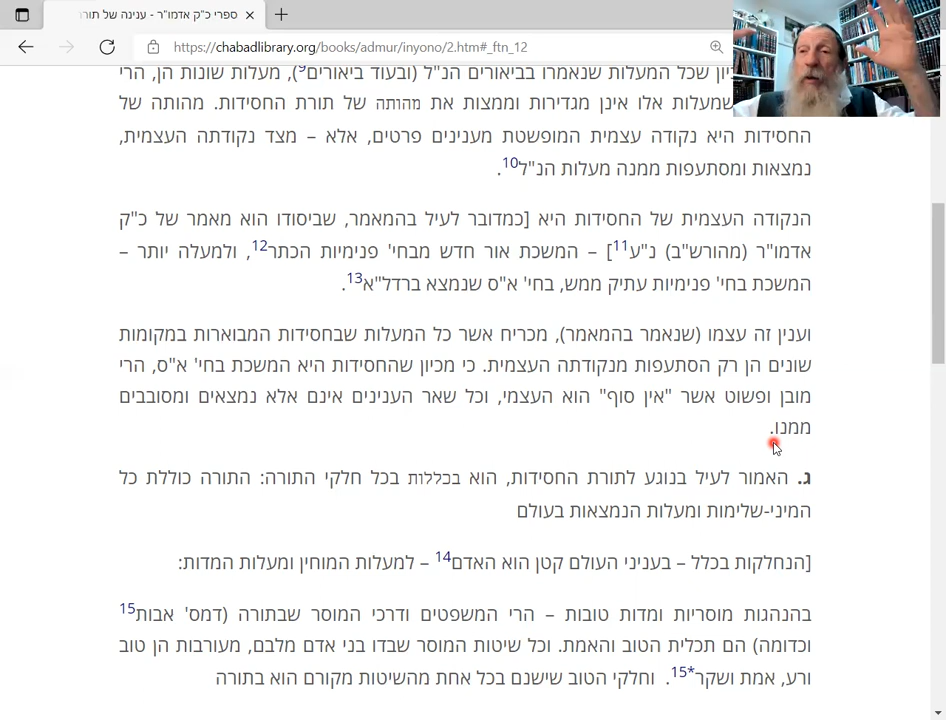 ספרי כ"ק אדמו"ר - ענינה של תורת
https://chabadlibrary.org/books/admur/inyono/2.htm#_ftn_12
יון שכל המעלות שנאמרו בביאורים הנ"ל (ובעוד ביאורים9), מעלות שונות הן, הרי
שמעלות אלו אינן מגדירות וממצות את מהותה של תורת החסידות. מהותה של
החסידות היא נקודה עצמית המופשטת מענינים פרטים, אלא – מצד נקודתה העצמית,
נמצאות ומסתעפות ממנה מעלות הנ"ל10.
הנקודה העצמית של החסידות היא [כמדובר לעיל בהמאמר, שביסודו הוא מאמר של כ"ק
אדמו"ר (מהורש"ב) נ"ע11] – המשכת אור חדש מבחי' פנימיות הכתר12, ולמעלה יותר –
המשכת בחי' פנימיות עתיק ממש, בחי' א"ס שנמצא ברדל"א13.
וענין זה עצמו (שנאמר בהמאמר), מכריח אשר כל המעלות שבחסידות המבוארות במקומות
שונים הן רק הסתעפות מנקודתה העצמית. כי מכיון שהחסידות היא המשכת בחי' א"ס, הרי
מובן ופשוט אשר "אין סוף" הוא העצמי, וכל שאר הענינים אינם אלא נמצאים ומסובבים
ממנו.
ג. האמור לעיל בנוגע לתורת החסידות, הוא בכללות בכל חלקי התורה: התורה כוללת כל
המיני-שלימות ומעלות הנמצאות בעולם
[הנחלקות בכלל – בעניני העולם קטן הוא האדם14 – למעלות המוחין ומעלות המדות:
בהנהגות מוסריות ומדות טובות – הרי המשפטים ודרכי המוסר שבתורה (דמס' אבות15
וכדומה) הם תכלית הטוב והאמת. וכל שיטות המוסר שבדו בני אדם מלבם, מעורבות הן טוב
ורע, אמת ושקר15*. וחלקי הטוב שישנם בכל אחת מהשיטות מקורם הוא בתורה